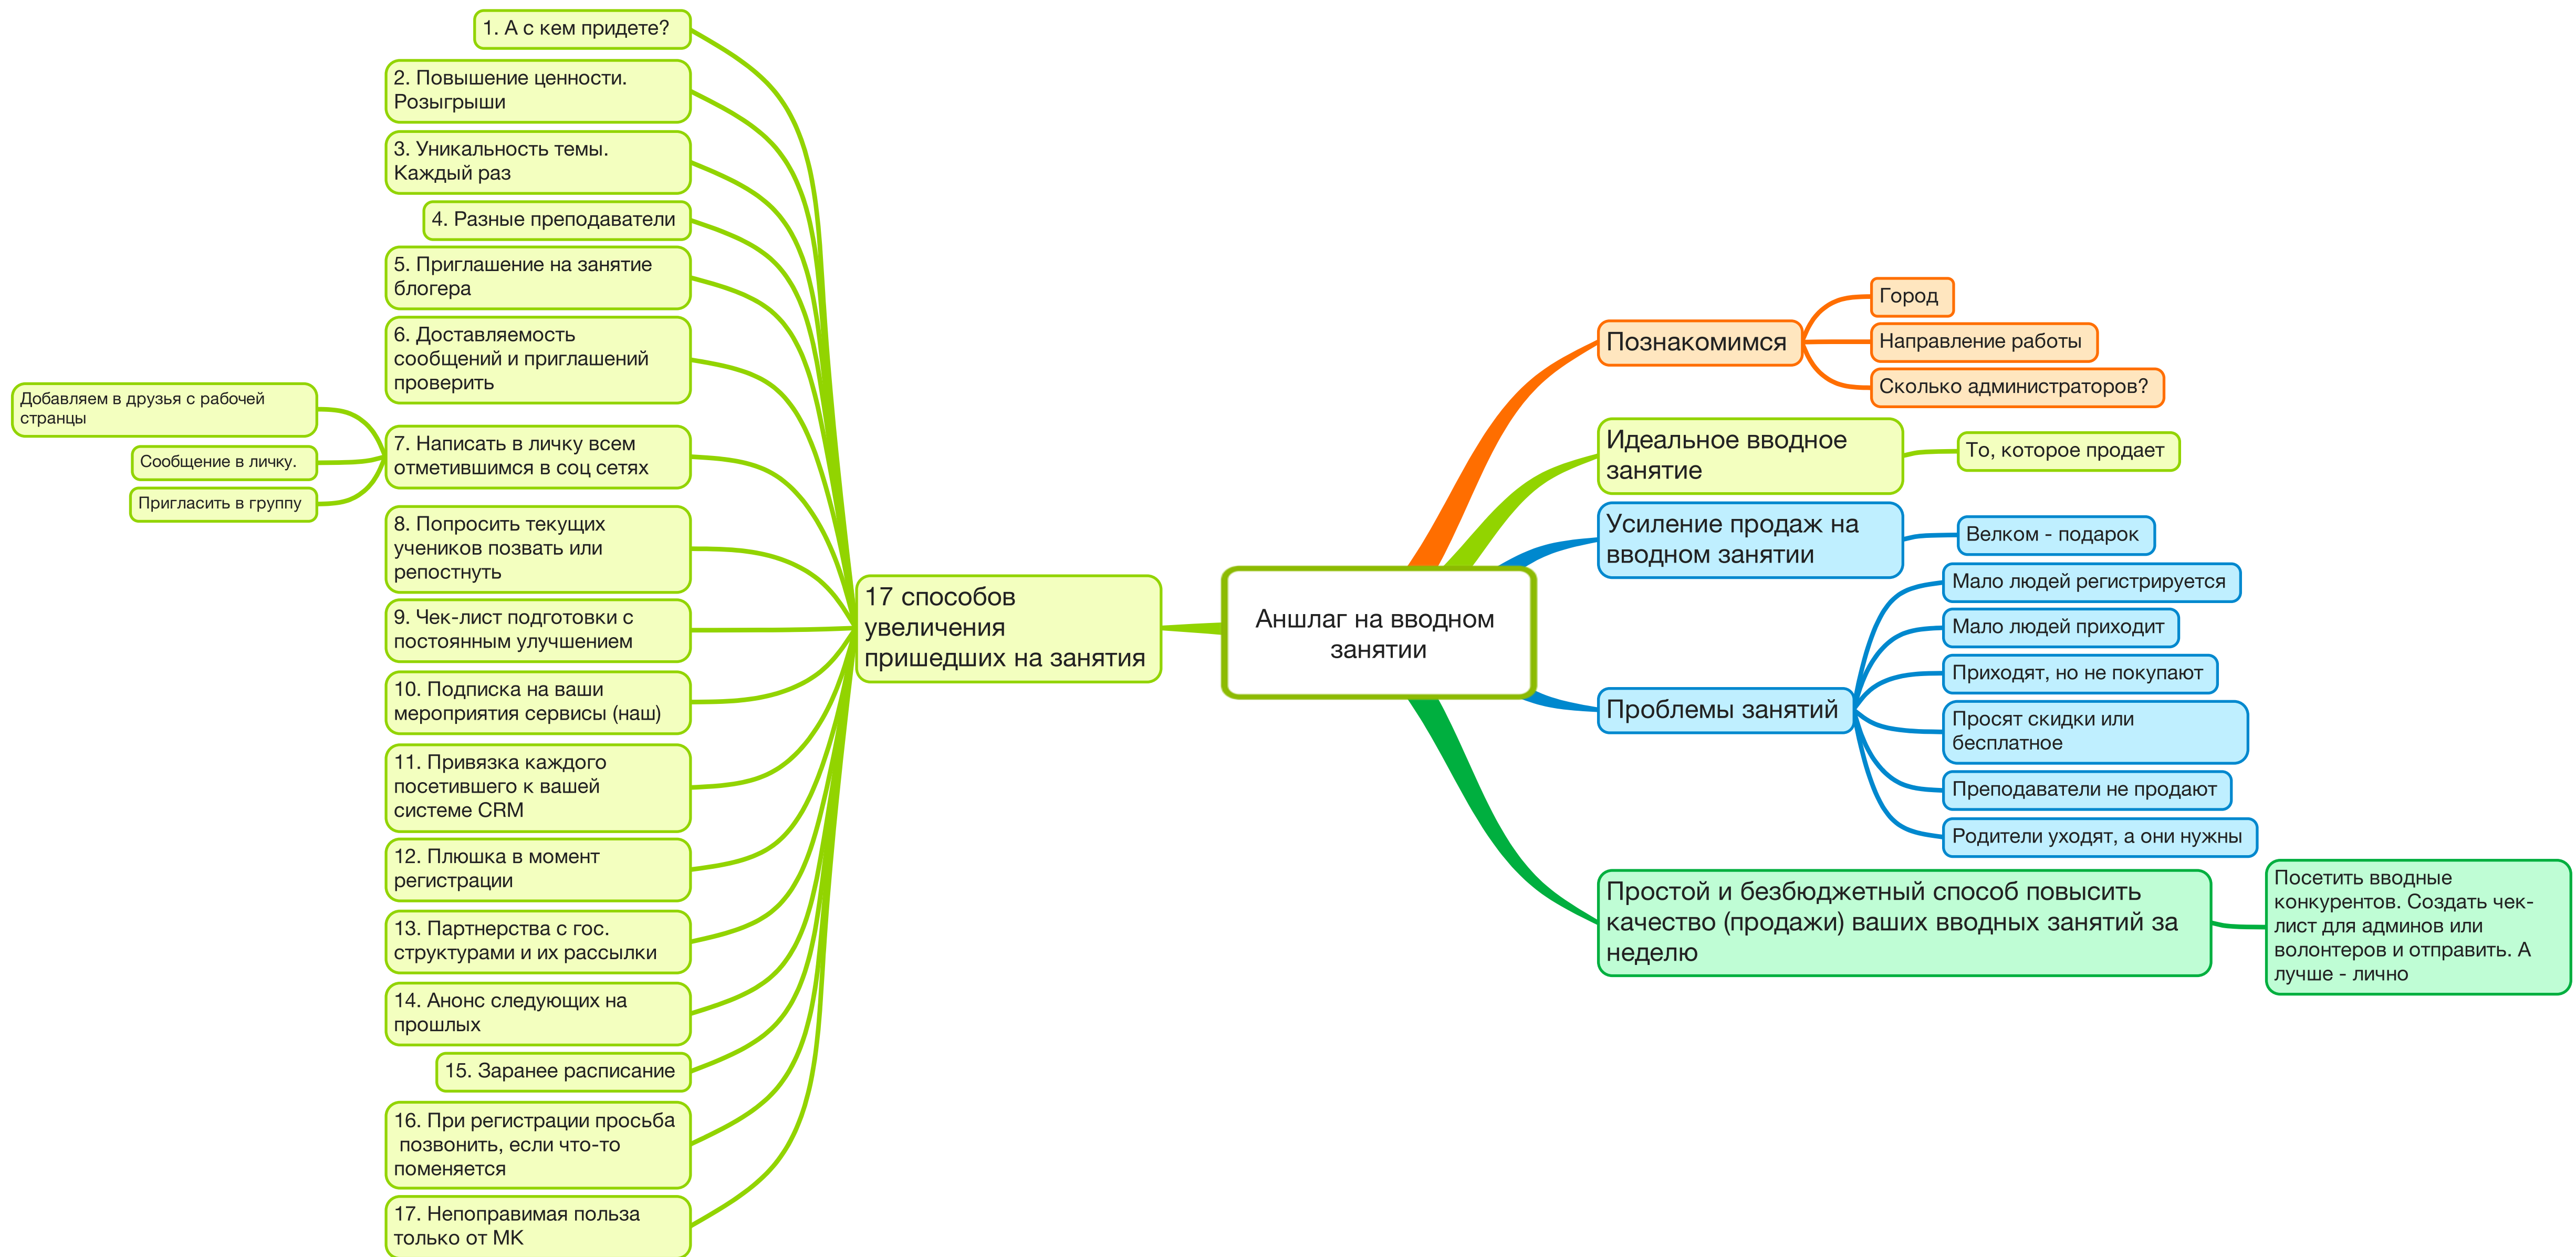 Аншлаг на вводном
занятии
Познакомимся
Город
Направление работы
Сколько администраторов?
Идеальное вводное
занятие
То, которое продает
Усиление продаж на
вводном занятии
Велком - подарок
Проблемы занятий
Мало людей регистрируется
Мало людей приходит
Приходят, но не покупают
Просят скидки или
бесплатное
Преподаватели не продают
Родители уходят, а они нужны
Простой и безбюджетный способ повысить
качество (продажи) ваших вводных занятий за
неделю
Посетить вводные
конкурентов. Создать чек-
лист для админов или
волонтеров и отправить. А
лучше - лично
17 способов
увеличения
пришедших на занятия
1. А с кем придете?
2. Повышение ценности.
Розыгрыши
3. Уникальность темы.
Каждый раз
4. Разные преподаватели
5. Приглашение на занятие
блогера
6. Доставляемость
сообщений и приглашений
проверить
7. Написать в личку всем
отметившимся в соц сетях
Добавляем в друзья с рабочей
странцы
Сообщение в личку.
Пригласить в группу
8. Попросить текущих
учеников позвать или
репостнуть
9. Чек-лист подготовки с
постоянным улучшением
10. Подписка на ваши
мероприятия сервисы (наш)
11. Привязка каждого
посетившего к вашей
системе CRM
12. Плюшка в момент
регистрации
13. Партнерства с гос.
структурами и их рассылки
14. Анонс следующих на
прошлых
15. Заранее расписание
16. При регистрации просьба
позвонить, если что-то
поменяется
17. Непоправимая польза
только от МК